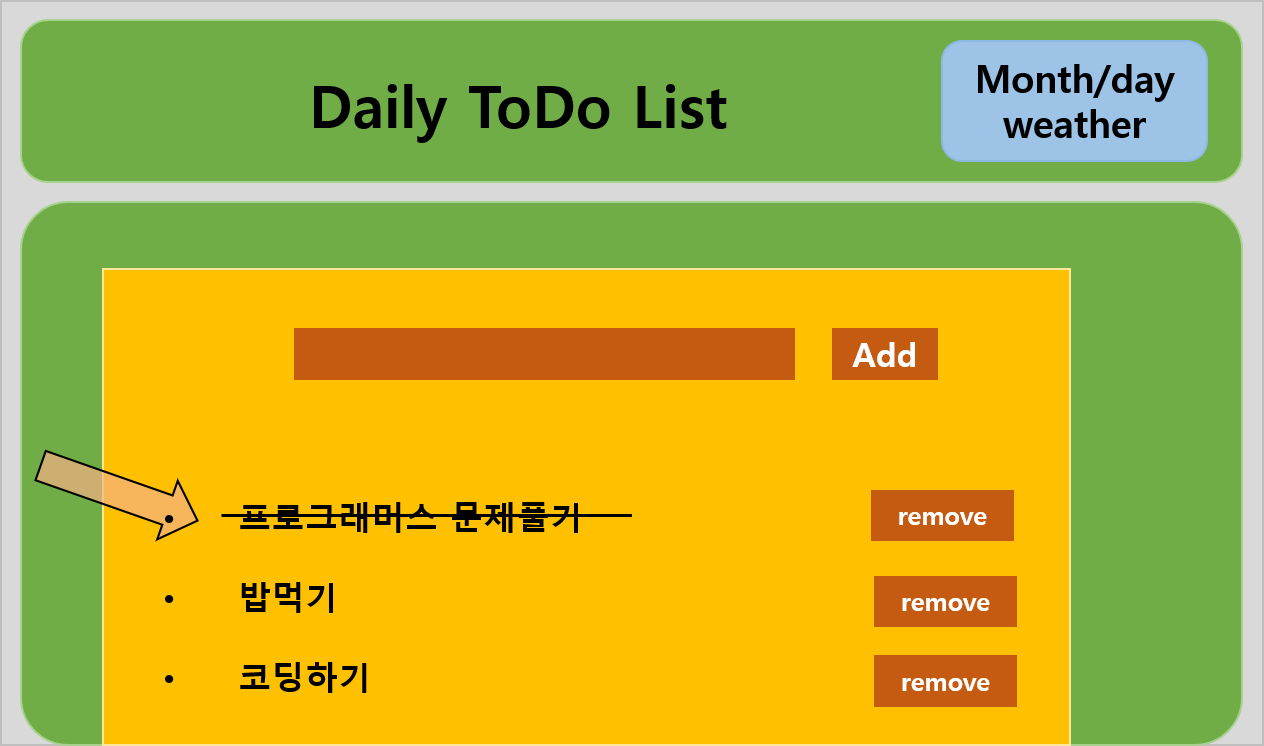 Daily ToDo List
Month/day
weather
Add
• 프로그래머스 문제풀기
remove
• 밥먹기
remove
• 코딩하기
remove